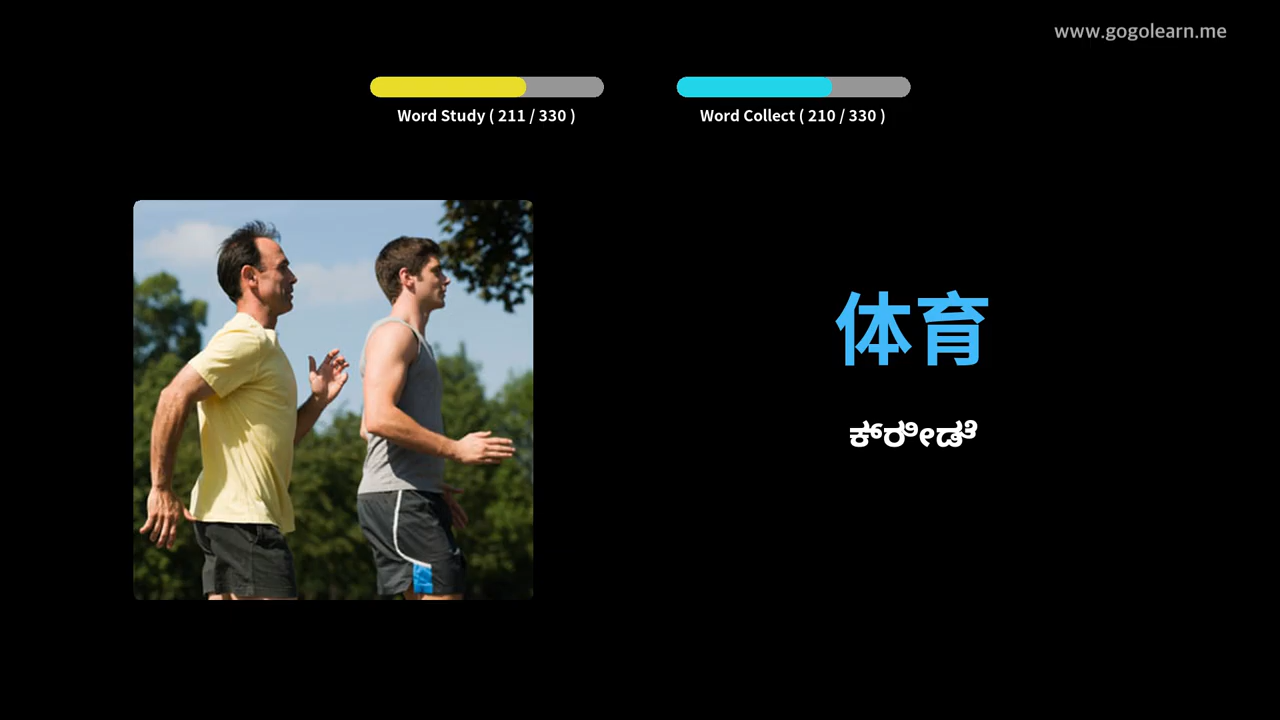 www.gogolearn.me
Word Study ( 211 / 330 )
Word Collect ( 210 / 330 )
体育
ಕ್ರೀಡೆ